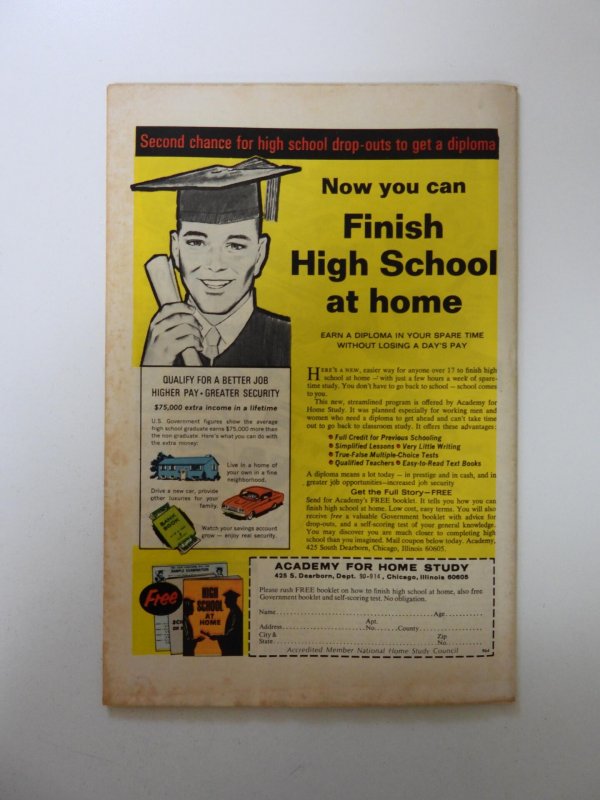 Second chance for high school drop-outs to get a diploma
Now you can
Finish
High School
at home
EARN A DIPLOMA IN YOUR SPARE TIME
WITHOUT LOSING A DAY'S PAY
QUALIFY FOR A BETTER JOB
HIGHER PAY • GREATER SECURITY
$75,000 extra income in a lifetime
U.S. Government figures show the average
high school graduate earns $75,000 more than
the non graduate. Here's what you can do with
the extra money:
Live in a home of
your own in a fine
neighborhood.
Drive a new car, provide
other luxuries for your
family.
BANK
BOOK
Watch your savings account
grow — enjoy real security.
HERE'S A NEW, easier way for anyone over 17 to finish high
school at home — with just a few hours a week of spare-
time study. You don't have to go back to school — school comes
to you.
This new, streamlined program is offered by Academy for
Home Study. It was planned especially for working men and
women who need a diploma to get ahead and can't take time
out to go back to classroom study. It offers these advantages:
• Full Credit for Previous Schooling
• Simplified Lessons • Very Little Writing
• True-False Multiple-Choice Tests
• Qualified Teachers • Easy-to-Read Text Books
A diploma means a lot today — in prestige and in cash, and in
greater job opportunities—increased job security
Get the Full Story—FREE
Send for Academy's FREE booklet. It tells you how you can
finish high school at home. Low cost, easy terms. You will also
receive free a valuable Government booklet with advice for
drop-outs, and a self-scoring test of your general knowledge.
You may discover you are much closer to completing high
school than you imagined. Mail coupon below today. Academy,
425 South Dearborn, Chicago, Illinois 60605.
Free
SAMPLE EXAMINATION
HIGH
SCHOOL
AT
HOME
ACADEMY FOR HOME STUDY
425 S. Dearborn, Dept. 90-914, Chicago, Illinois 60605
Please rush FREE booklet on how to finish high school at home, also free
Government booklet and self-scoring test. No obligation.
Name Age
Address Apt. No. County
City & State Zip No.
Accredited Member National Home Study Council